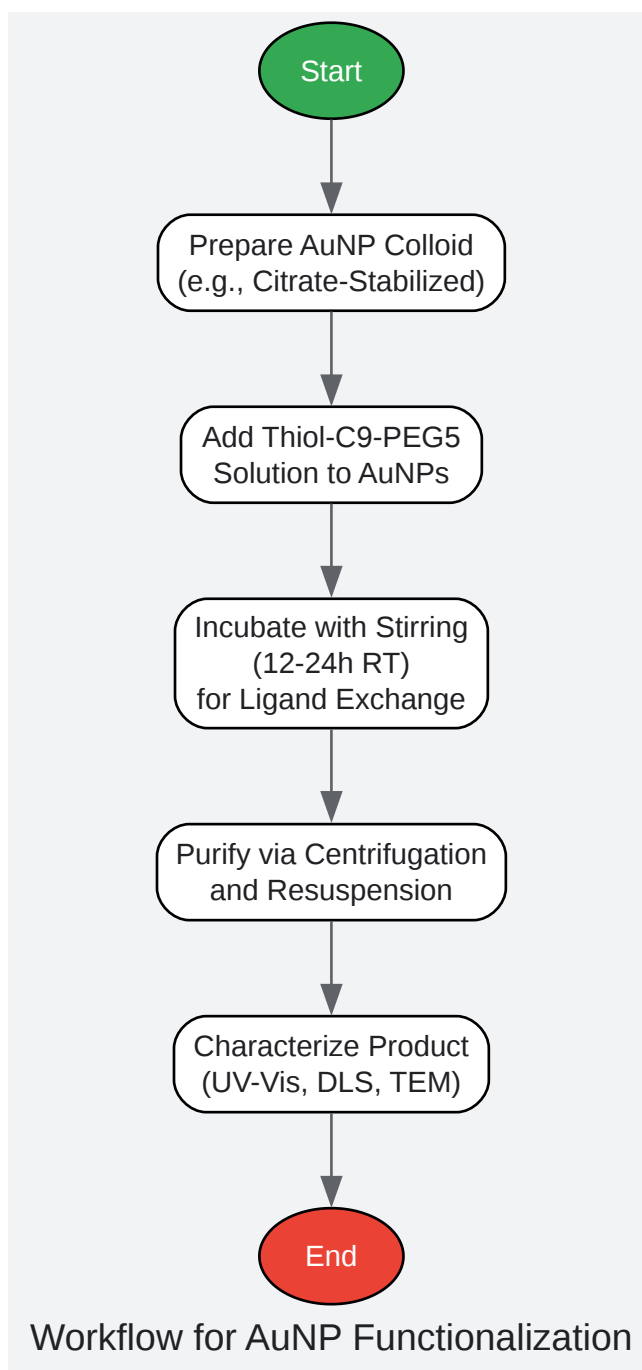 Start
Prepare AuNP Colloid
(e.g., Citrate-Stabilized)
Add Thiol-C9-PEG5
Solution to AuNPs
Incubate with Stirring
(12-24h RT)
for Ligand Exchange
Purify via Centrifugation
and Resuspension
Characterize Product
(UV-Vis, DLS, TEM)
End
Workflow for AuNP Functionalization